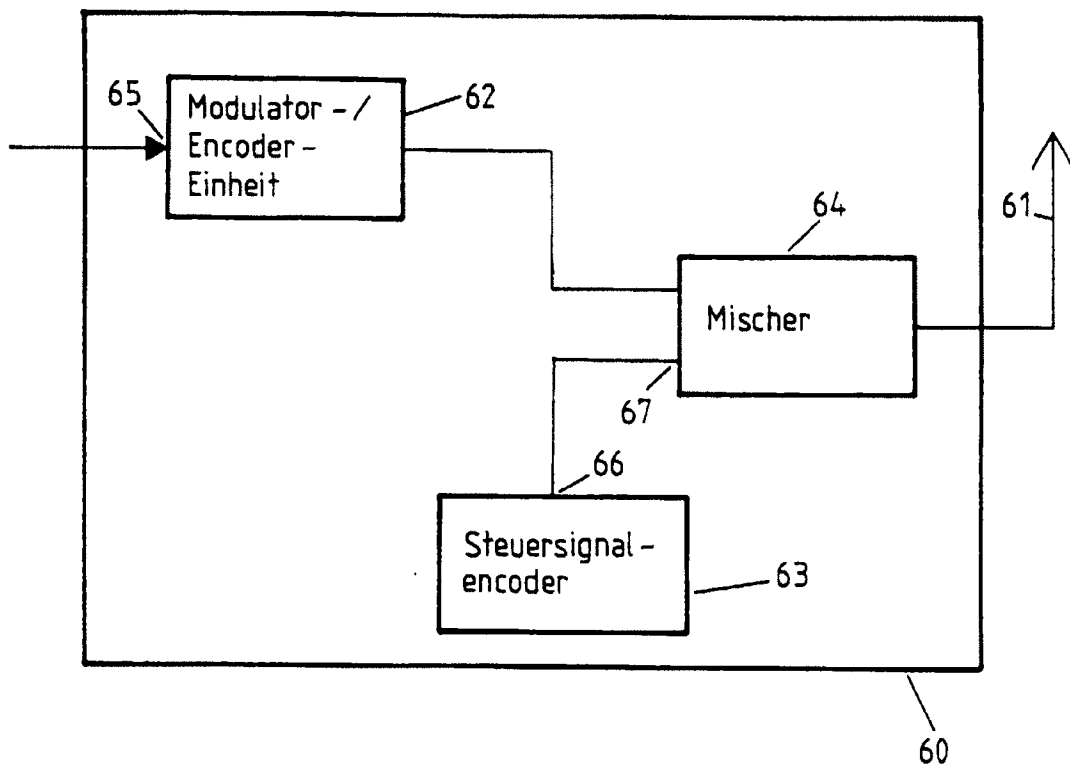 65
Modulator-/
Encoder-
Einheit
62
64
61
Mischer
67
66
Steuersignal-
encoder
63
60